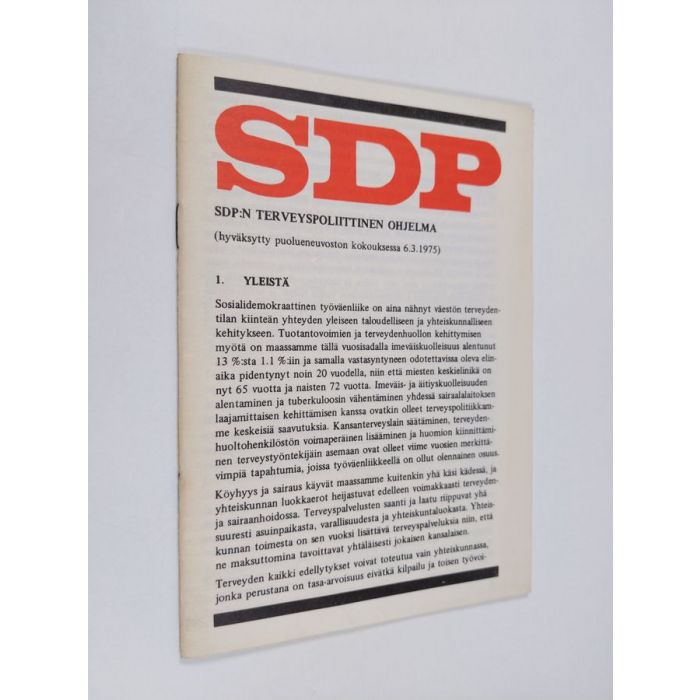 SDP
SDP:N TERVEYSPOLIITTINEN OHJELMA
(hyväksytty puolueneuvoston kokouksessa 6.3.1975)
1. YLEISTÄ
Sosialidemokraattinen työväenliike on aina nähnyt väestön terveyden-
tilan kiinteän yhteyden yleiseen taloudelliseen ja yhteiskunnalliseen
kehitykseen. Tuotantovoimien ja terveydenhuollon kehittymisen
myötä on maassamme tällä vuosisadalla imeväiskuolleisuus alentunut
13 %:sta 1.1 %:iin ja samalla vastasyntyneen odotettavissa oleva elin-
aika pidentynyt noin 20 vuodella, niin että miesten keskielinikä on
nyt 65 vuotta ja naisten 72 vuotta. Imeväis- ja äitiyskuolleisuuden
alentaminen ja tuberkuloosin vähentäminen yhdessä sairaalalaitoksen
laajamittaisen kehittämisen kanssa ovatkin olleet terveyspolitiikkam-
me keskeisiä saavutuksia. Kansanterveyslain säätäminen, terveyden-
huoltohenkilöstön voimaperäinen lisääminen ja huomion kiinnittämi-
nen terveystyöntekijäin asemaan ovat olleet viime vuosien merkittä-
vimpiä tapahtumia, joissa työväenliikkeellä on ollut olennainen osuus.
Köyhyys ja sairaus käyvät maassamme kuitenkin yhä käsi kädessä, ja
yhteiskunnan luokkaerot heijastuvat edelleen voimakkaasti terveyden-
ja sairaanhoidossa. Terveyspalvelusten saanti ja laatu riippuvat yhä
suuresti asuinpaikasta, varallisuudesta ja yhteiskuntaluokasta. Yhteis-
kunnan toimesta on sen vuoksi lisättävä terveyspalveluksia niin, että
ne maksuttomina tavoittavat yhtäläisesti jokaisen kansalaisen.
Terveyden kaikki edellytykset voivat toteutua vain yhteiskunnassa,
jonka perustana on tasa-arvoisuus eivätkä kilpailu ja toisen työvoi-